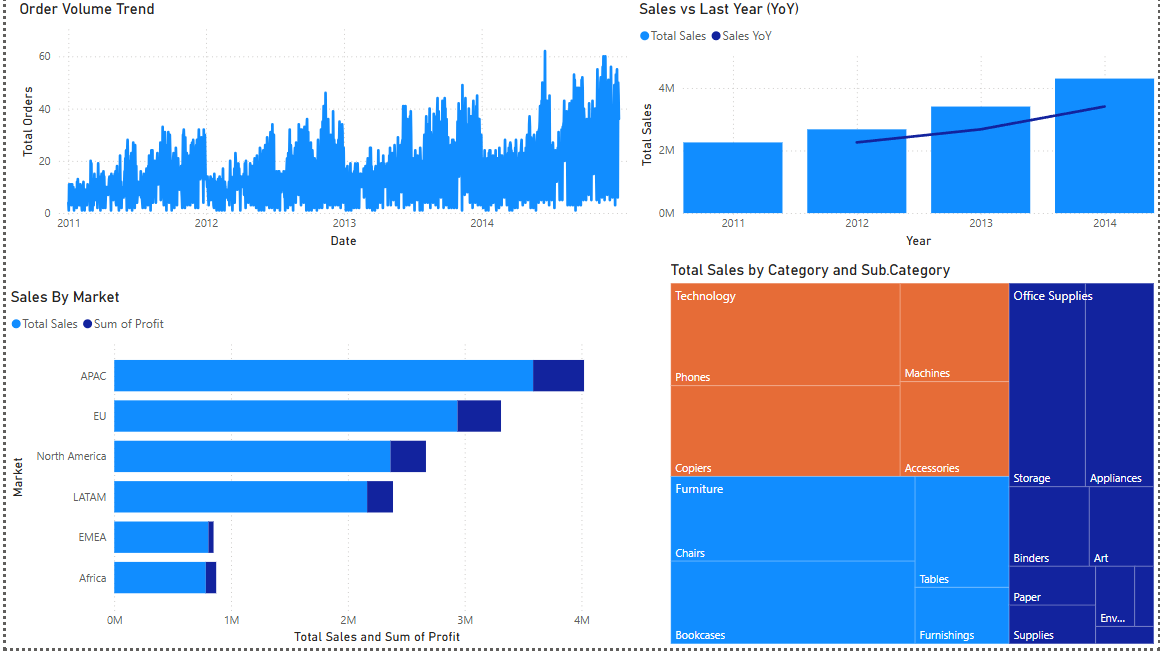 Order Volume Trend
Total Orders
60
40
20
0
2011 2012 2013 2014
Date
Sales vs Last Year (YoY)
Total Sales Sales YoY
Total Sales
4M
2M
0M
2011 2012 2013 2014
Year
Sales By Market
Total Sales Sum of Profit
Market
APAC
EU
North America
LATAM
EMEA
Africa
0M 1M 2M 3M 4M
Total Sales and Sum of Profit
Total Sales by Category and Sub.Category
Technology
Phones
Machines
Copiers
Accessories
Furniture
Chairs
Tables
Bookcases
Furnishings
Office Supplies
Storage
Appliances
Binders
Art
Paper
Env...
Supplies